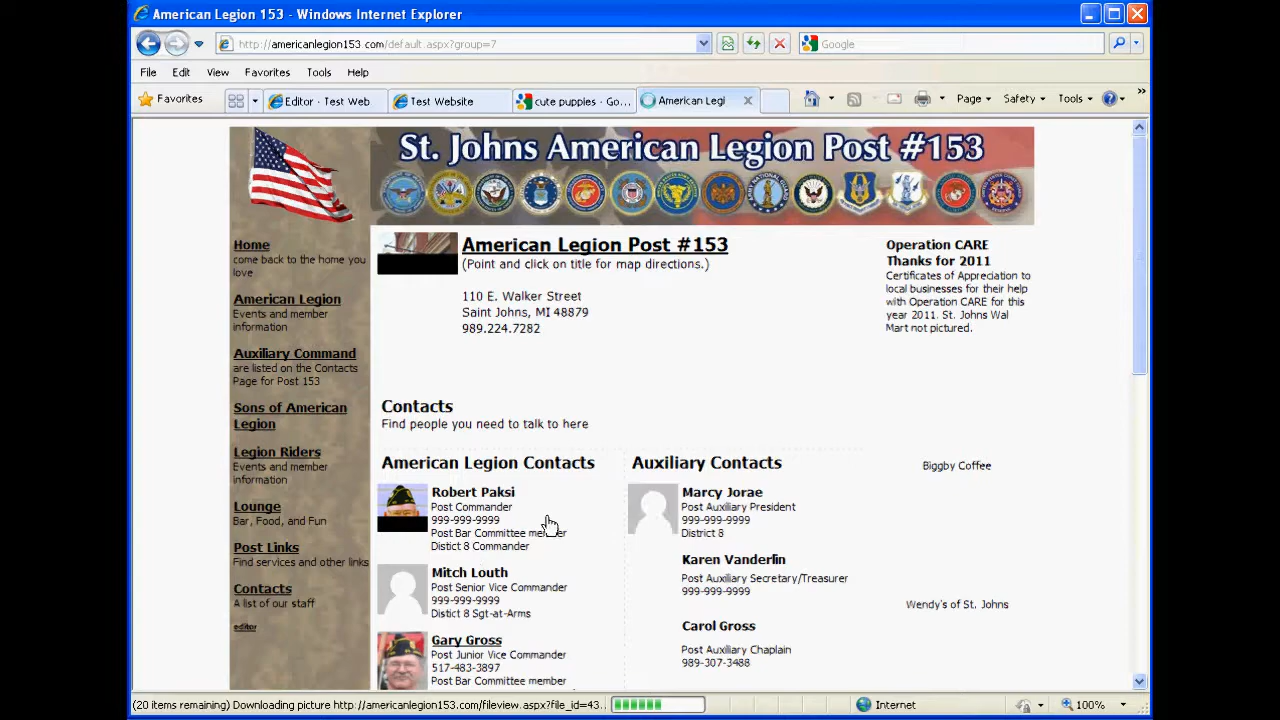 American Legion 153 - Windows Internet Explorer
http://americanlegion153.com/default.aspx?group=7
Google
File Edit View Favorites Tools Help
Favorites
Editor - Test Web
Test Website
cute puppies - Go...
American Legi
Page Safety Tools
St. Johns American Legion Post #153
Home
come back to the home you
love
American Legion
Events and member
information
Auxiliary Command
are listed on the Contacts
Page for Post 153
Sons of American
Legion
Legion Riders
Events and member
information
Lounge
Bar, Food, and Fun
Post Links
Find services and other links
Contacts
A list of our staff
editor
American Legion Post #153
(Point and click on title for map directions.)
110 E. Walker Street
Saint Johns, MI 48879
989.224.7282
Contacts
Find people you need to talk to here
American Legion Contacts
Robert Paksi
Post Commander
999-999-9999
Post Bar Committee member
Distict 8 Commander
Mitch Louth
Post Senior Vice Commander
999-999-9999
District 8 Sgt-at-Arms
Gary Gross
Post Junior Vice Commander
517-483-3897
Post Bar Committee member
Auxiliary Contacts
Marcy Jorae
Post Auxiliary President
999-999-9999
District 8
Karen Vanderlin
Post Auxiliary Secretary/Treasurer
999-999-9999
Carol Gross
Post Auxiliary Chaplain
989-307-3488
Operation CARE
Thanks for 2011
Certificates of Appreciation to
local businesses for their help
with Operation CARE for this
year 2011. St. Johns Wal
Mart not pictured.
Biggby Coffee
Wendy's of St. Johns
(20 items remaining) Downloading picture http://americanlegion153.com/fileview.aspx?file_id=43...
Internet
100%